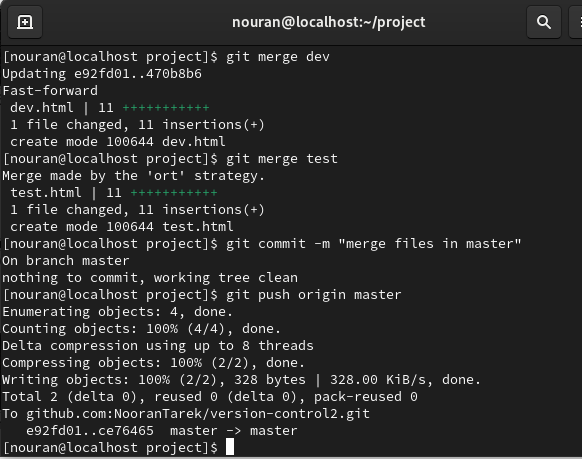 nouran@localhost:~/project
[nouran@localhost project]$ git merge dev
Updating e92fd01..470b8b6
Fast-forward
 dev.html | 11 +++++++++++
 1 file changed, 11 insertions(+)
 create mode 100644 dev.html
[nouran@localhost project]$ git merge test
Merge made by the 'ort' strategy.
 test.html | 11 +++++++++++
 1 file changed, 11 insertions(+)
 create mode 100644 test.html
[nouran@localhost project]$ git commit -m "merge files in master"
On branch master
nothing to commit, working tree clean
[nouran@localhost project]$ git push origin master
Enumerating objects: 4, done.
Counting objects: 100% (4/4), done.
Delta compression using up to 8 threads
Compressing objects: 100% (2/2), done.
Writing objects: 100% (2/2), 328 bytes | 328.00 KiB/s, done.
Total 2 (delta 0), reused 0 (delta 0), pack-reused 0
To github.com:NooranTarek/version-control2.git
   e92fd01..ce76465  master -> master
[nouran@localhost project]$